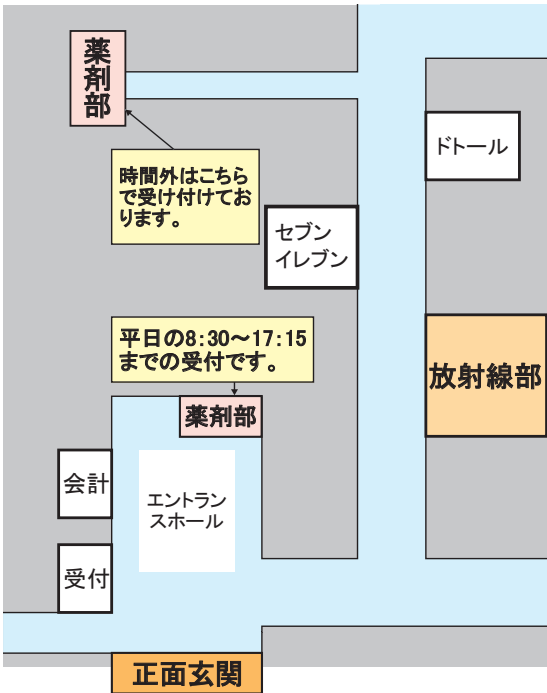 薬剤部
ドトール
時間外はこちら
で受け付けてお
ります。
セブン
イレブン
平日の8:30～17:15
までの受付です。
放射線部
薬剤部
会計
エントラン
スホール
受付
正面玄関